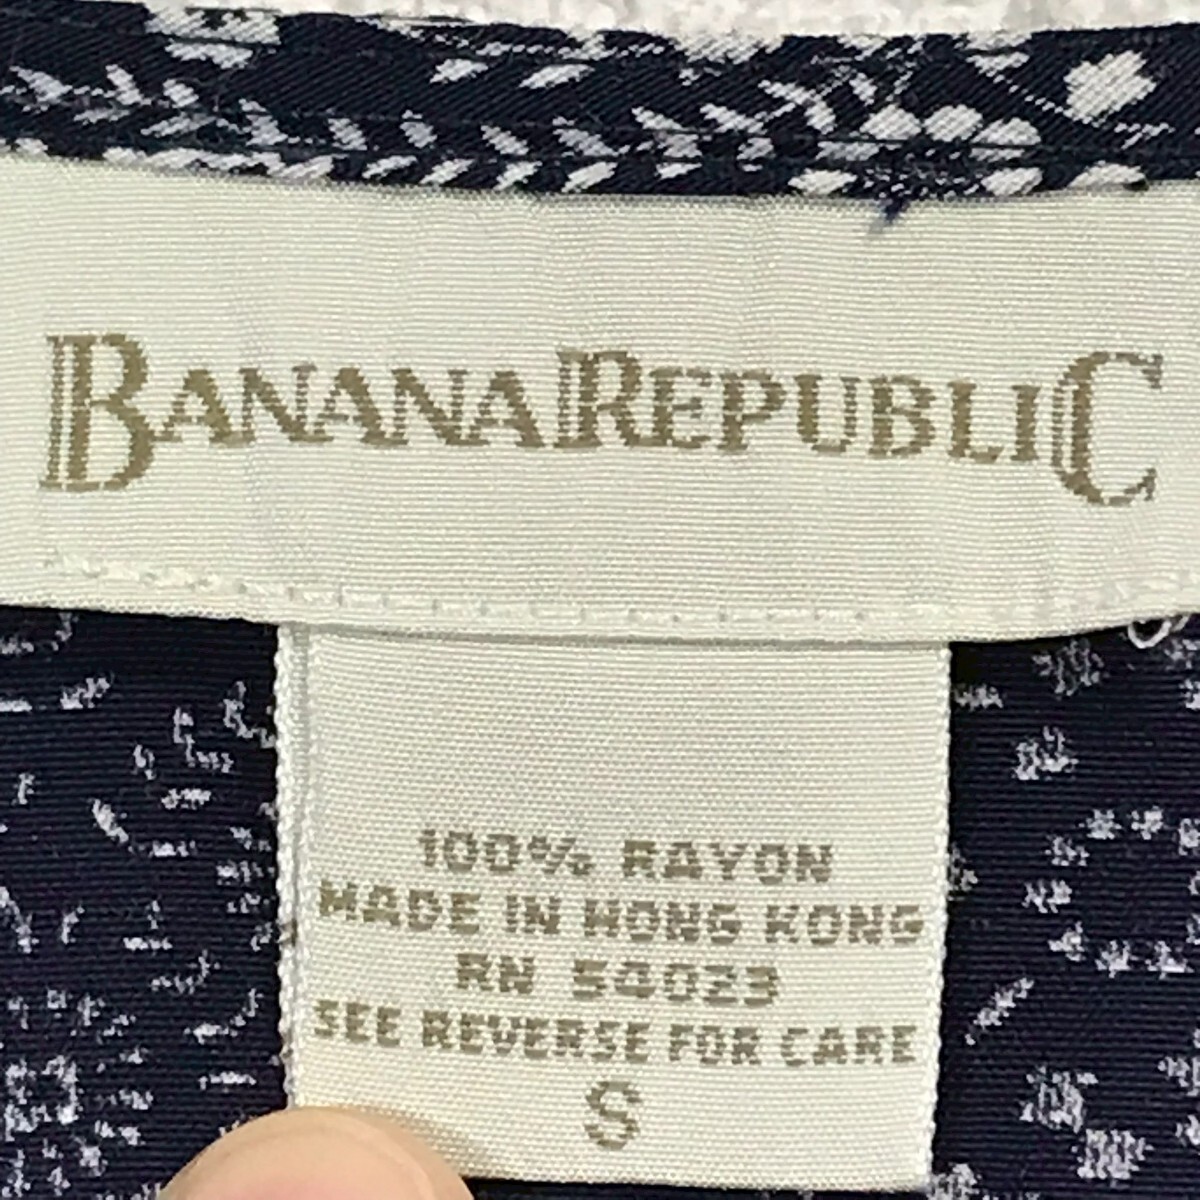 BANANA REPUBLIC
100% RAYON
MADE IN HONG KONG
RN 54023
SEE REVERSE FOR CARE
S